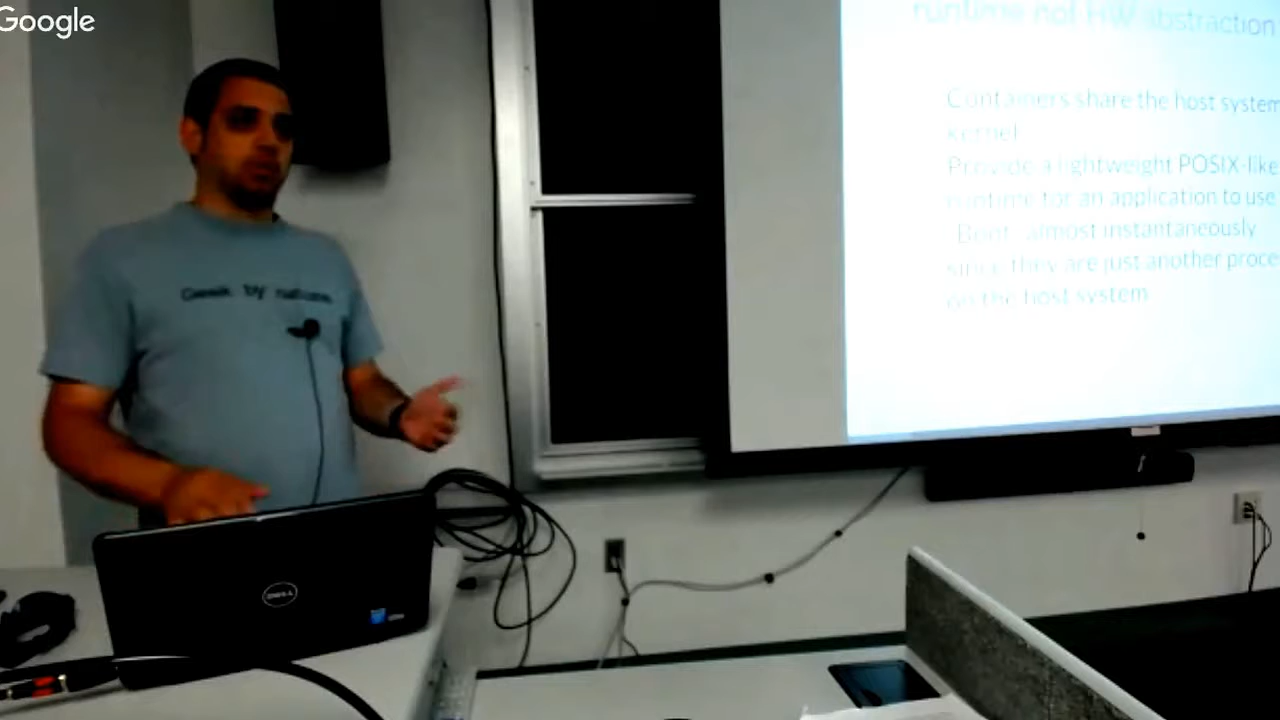 Google
runtime not HW abstraction
Containers share the host system
kernel
Provide a lightweight POSIX-like
runtime for an application to use
"Boot" almost instantaneously
since they are just another proce
on the host system
Geek by nature
DELL